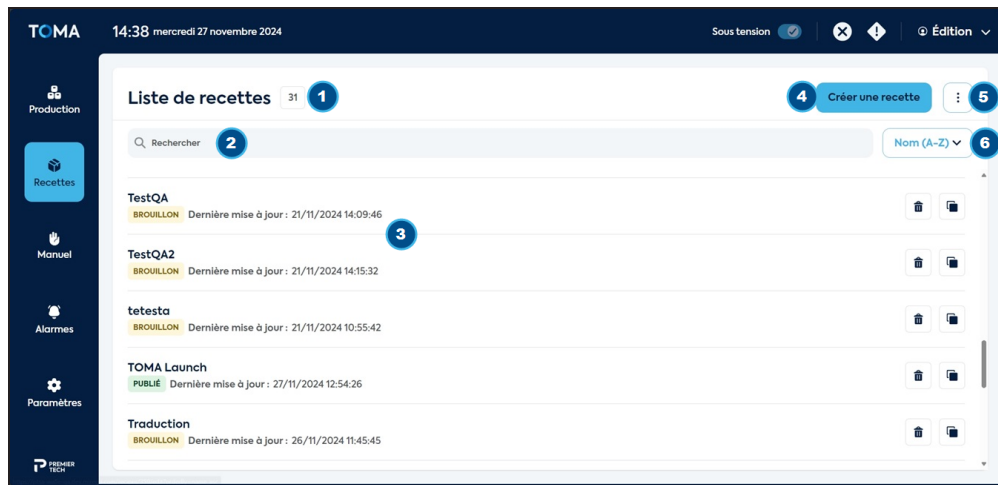 TOMA
14:38 mercredi 27 novembre 2024
Sous tension
Édition
Production
Recettes
Manuel
Alarmes
Paramètres
PREMIER
TECH
Liste de recettes 31 1
4 Créer une recette 5
Rechercher 2
Nom (A-Z) 6
TestQA
BROUILLON Dernière mise à jour : 21/11/2024 14:09:46
3
TestQA2
BROUILLON Dernière mise à jour : 21/11/2024 14:15:32
tetesta
BROUILLON Dernière mise à jour : 21/11/2024 10:55:42
TOMA Launch
PUBLIÉ Dernière mise à jour : 27/11/2024 12:54:26
Traduction
BROUILLON Dernière mise à jour : 26/11/2024 11:45:45